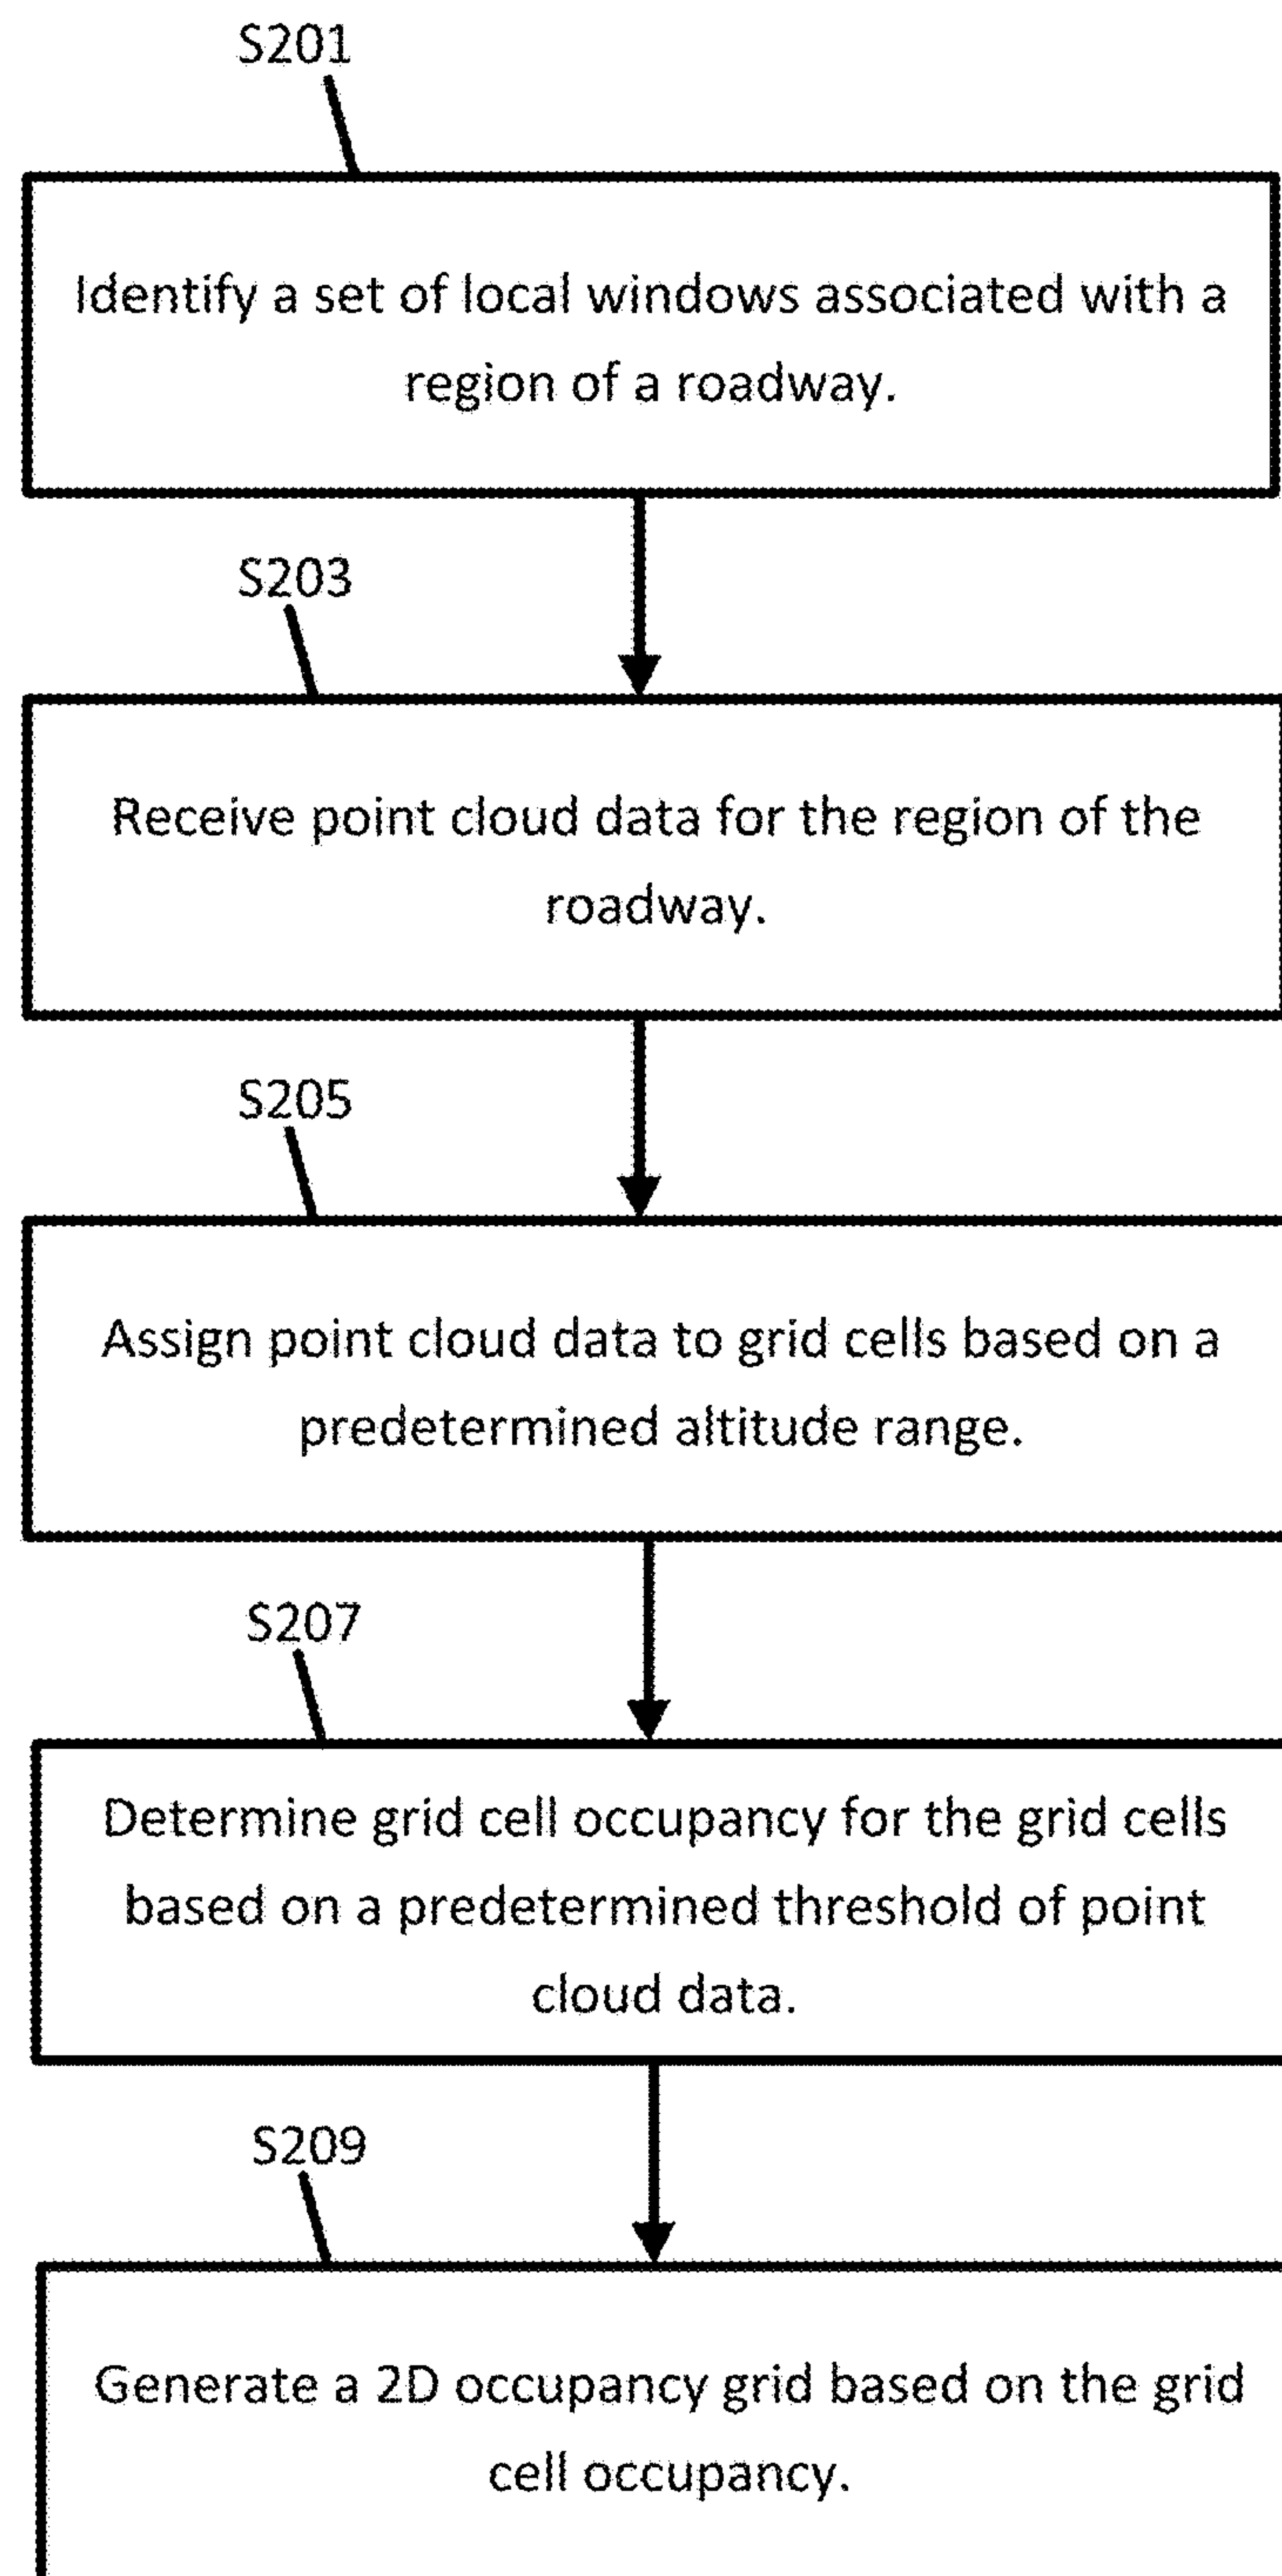 S201
Identify a set of local windows associated with a
region of a roadway.
S203
Receive point cloud data for the region of the
roadway.
S205
Assign point cloud data to grid cells based on a
predetermined altitude range.
S207
Determine grid cell occupancy for the grid cells
based on a predetermined threshold of point
cloud data.
S209
Generate a 2D occupancy grid based on the grid
cell occupancy.